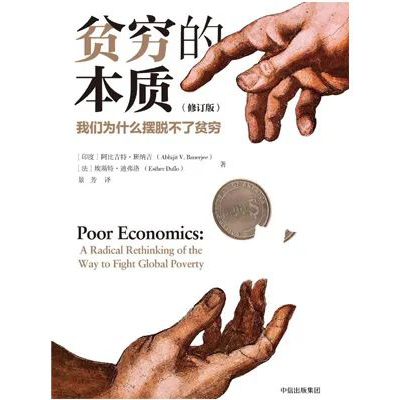 贫穷的
本质
（修订版）
我们为什么摆脱不了贫穷
［印度］阿比吉特·班纳吉（Abhijit V. Banerjee）
［法］埃斯特·迪弗洛（Esther Duflo）
著
景芳 译
Poor Economics:
A Radical Rethinking of the
Way to Fight Global Poverty
中信出版集团